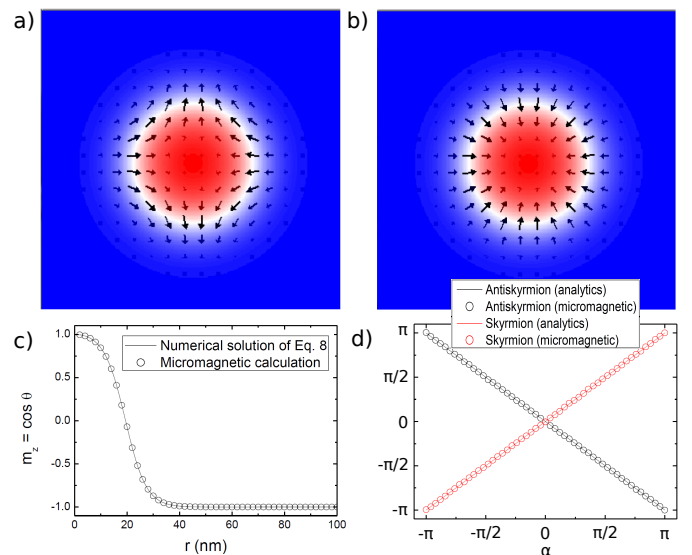 a)
b)
c)
1.0
0.5
0.0
-0.5
-1.0
m_z = cos θ
Numerical solution of Eq. 8
Micromagnetic calculation
0
20
40
60
80
100
r (nm)
Antiskyrmion (analytics)
Antiskyrmion (micromagnetic)
Skyrmion (analytics)
Skyrmion (micromagnetic)
d)
π
π/2
0
-π/2
-π
-π
-π/2
0
π/2
π
α